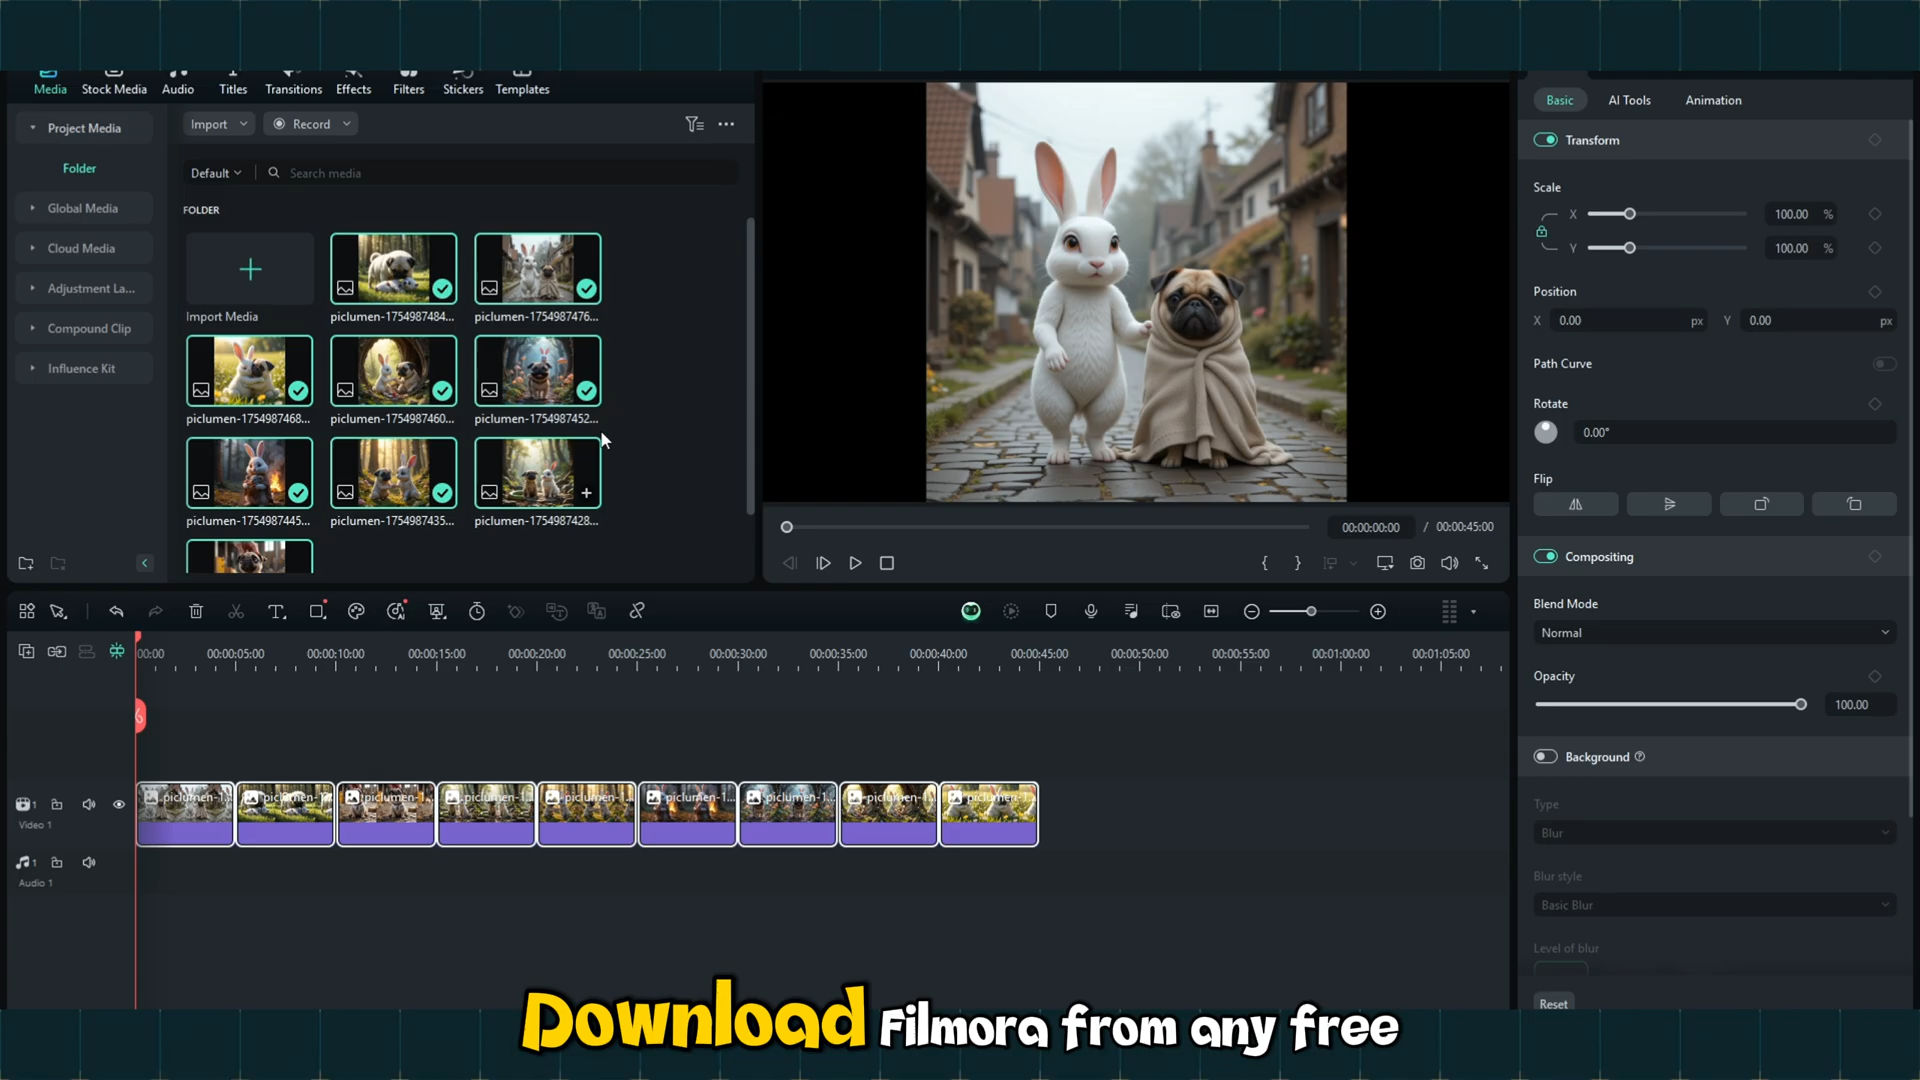 Media
Stock Media
Audio
Titles
Transitions
Effects
Filters
Stickers
Templates
Project Media
Folder
Global Media
Cloud Media
Adjustment La...
Compound Clip
Influence Kit
Import
Record
Default
Search media
FOLDER
Import Media
piclumen-1754987484...
piclumen-1754987476...
piclumen-1754987468...
piclumen-1754987460...
piclumen-1754987452...
piclumen-1754987445...
piclumen-1754987435...
piclumen-1754987428...
00:00:00:00 / 00:00:45:00
Basic
AI Tools
Animation
Transform
Scale
X 100.00 %
Y 100.00 %
Position
X 0.00 px Y 0.00 px
Path Curve
Rotate
0.00°
Flip
Compositing
Blend Mode
Normal
Opacity
100.00
Background
Type
Blur
Blur style
Basic Blur
Level of blur
Reset
00:00 00:00:05:00 00:00:10:00 00:00:15:00 00:00:20:00 00:00:25:00 00:00:30:00 00:00:35:00 00:00:40:00 00:00:45:00 00:00:50:00 00:00:55:00 00:01:00:00 00:01:05:00
1
Video 1
piclumen-1... piclumen-1... piclumen-1... piclumen-1... piclumen-1... piclumen-1... piclumen-1... piclumen-1...
1
Audio 1
Download Filmora from any free